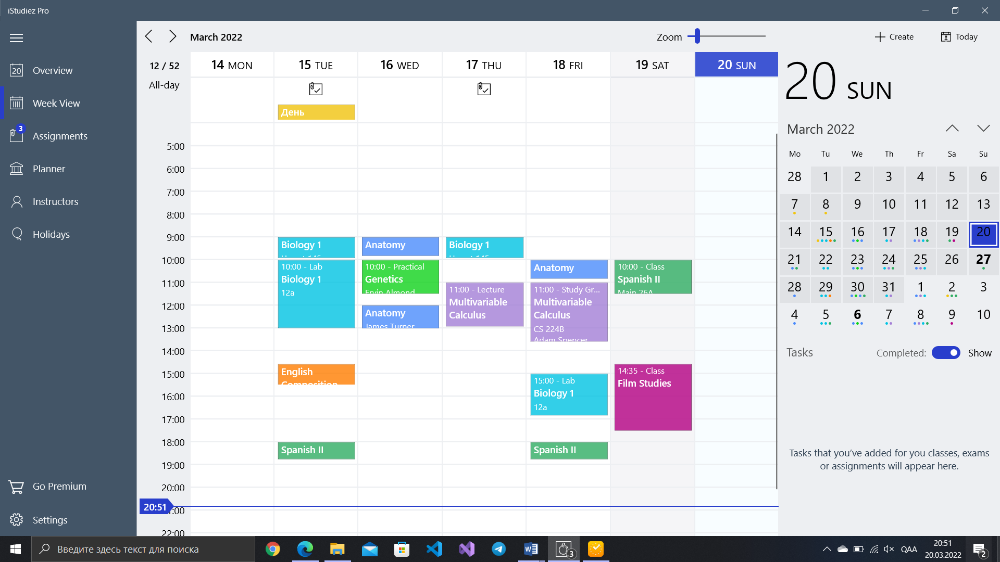 iStudiez Pro
Overview
Week View
3
Assignments
Planner
Instructors
Holidays
Go Premium
Settings
March 2022
Zoom
Create
Today
12 / 52
14 MON
15 TUE
16 WED
17 THU
18 FRI
19 SAT
20 SUN
All-day
День
5:00
6:00
7:00
8:00
9:00
10:00
11:00
12:00
13:00
14:00
15:00
16:00
17:00
18:00
19:00
20:00
20:51
22:00
Biology 1
10:00 - Lab
Biology 1
12a
English
Composition
Spanish II
Anatomy
10:00 - Practical
Genetics
Ervin Almond
Anatomy
James Turner
Biology 1
11:00 - Lecture
Multivariable
Calculus
Anatomy
11:00 - Study Gr...
Multivariable
Calculus
CS 224B
Adam Spencer
15:00 - Lab
Biology 1
12a
Spanish II
10:00 - Class
Spanish II
Main 26A
14:35 - Class
Film Studies
20 SUN
March 2022
Mo Tu We Th Fr Sa Su
28 1 2 3 4 5 6
7 8 9 10 11 12 13
14 15 16 17 18 19 20
21 22 23 24 25 26 27
28 29 30 31 1 2 3
4 5 6 7 8 9 10
Tasks
Completed:
Show
Tasks that you've added for you classes, exams
or assignments will appear here.
20
Введите здесь текст для поиска
3
QAA
20:51
20.03.2022
2